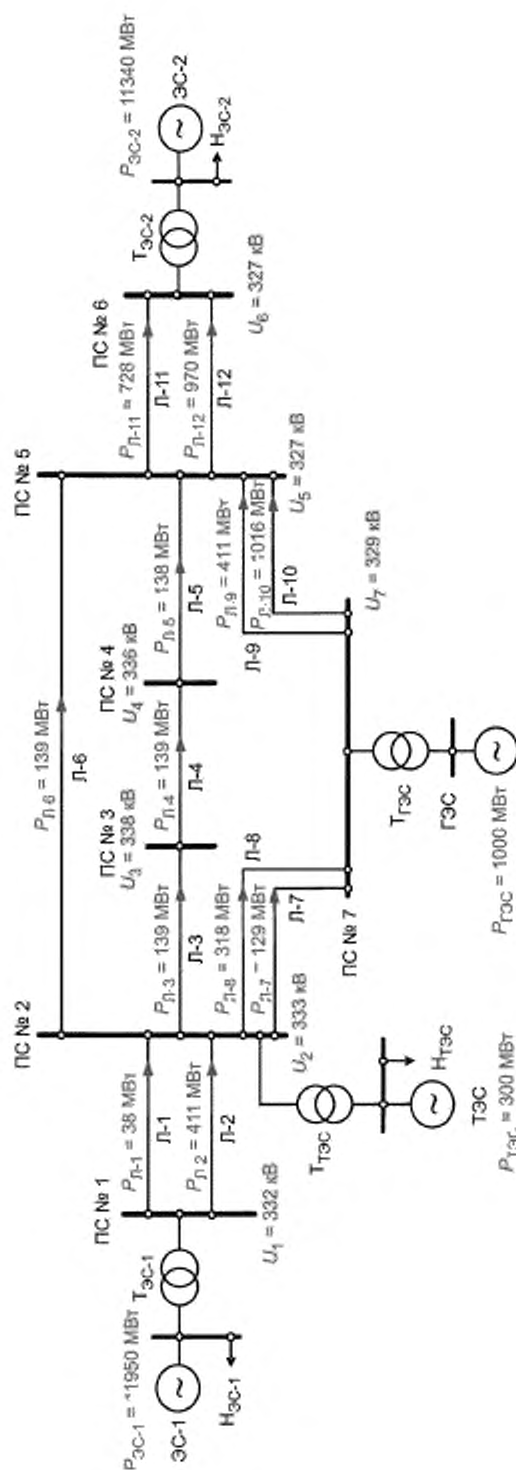 P_ЭС-1 = 11950 МВт
ЭС-1
Н_ЭС-1
Т_ЭС-1
ПС № 1
U_1 = 332 кВ
P_Л-1 = 38 МВт
Л-1
P_Л-2 = 411 МВт
Л-2
ПС № 2
U_2 = 333 кВ
Т_ТЭС
Н_ТЭС
ТЭС
P_ТЭС = 300 МВт
P_Л-6 = 139 МВт
Л-6
P_Л-3 = 139 МВт
Л-3
P_Л-8 = 318 МВт
Л-8
P_Л-7 = 129 МВт
Л-7
ПС № 3
U_3 = 338 кВ
P_Л-4 = 139 МВт
Л-4
ПС № 4
U_4 = 336 кВ
P_Л-5 = 138 МВт
Л-5
ПС № 7
U_7 = 329 кВ
Т_ГЭС
ГЭС
P_ГЭС = 1000 МВт
P_Л-9 = 411 МВт
Л-9
P_Л-10 = 1016 МВт
Л-10
ПС № 5
U_5 = 327 кВ
P_Л-11 = 728 МВт
Л-11
P_Л-12 = 970 МВт
Л-12
ПС № 6
U_6 = 327 кВ
Т_ЭС-2
P_ЭС-2 = 11340 МВт
ЭС-2
Н_ЭС-2